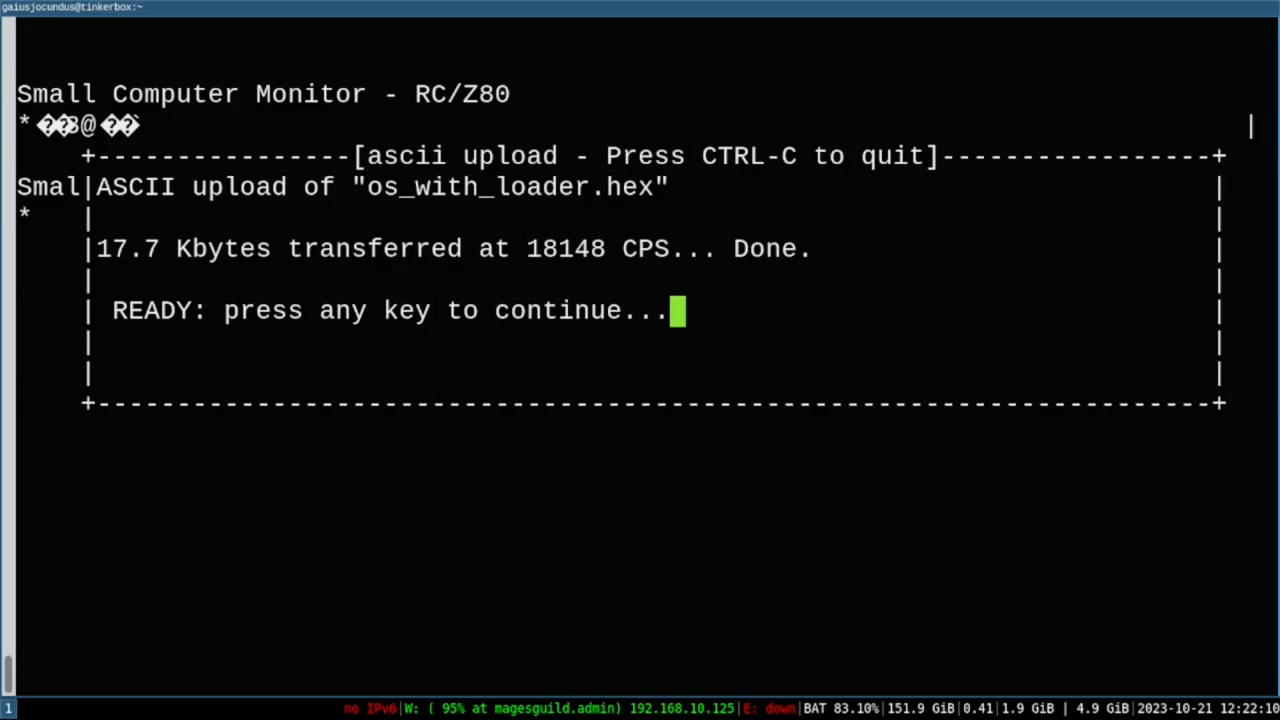 gaiusjocundus@tinkerbox:~
Small Computer Monitor - RC/Z80
*��3@��`
+----------------[ascii upload - Press CTRL-C to quit]-----------------+
Smal|ASCII upload of "os_with_loader.hex"
*
17.7 Kbytes transferred at 18148 CPS... Done.
READY: press any key to continue...
1 no IPv6|W: ( 95% at magesguild.admin) 192.168.10.125|E: down|BAT 83.10%|151.9 GiB|0.41|1.9 GiB | 4.9 GiB|2023-10-21 12:22:10